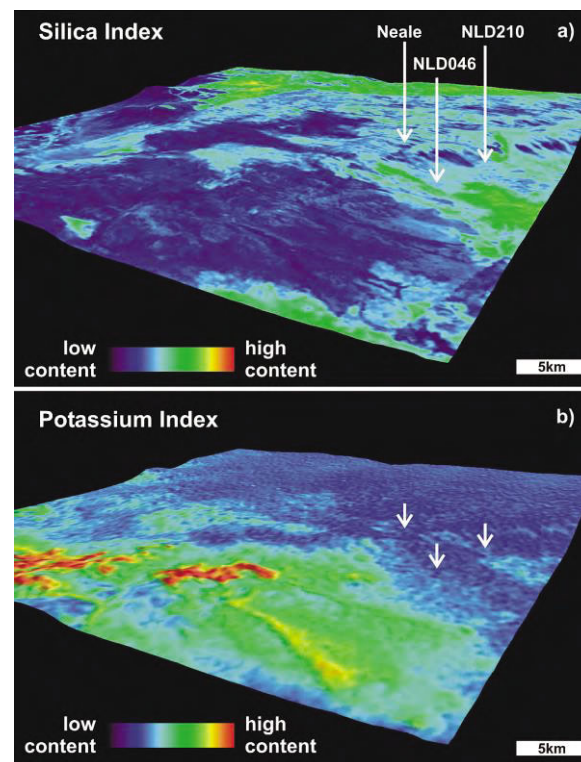 Silica Index
a)
Neale
NLD210
NLD046
low
content
high
content
5km
Potassium Index
b)
low
content
high
content
5km